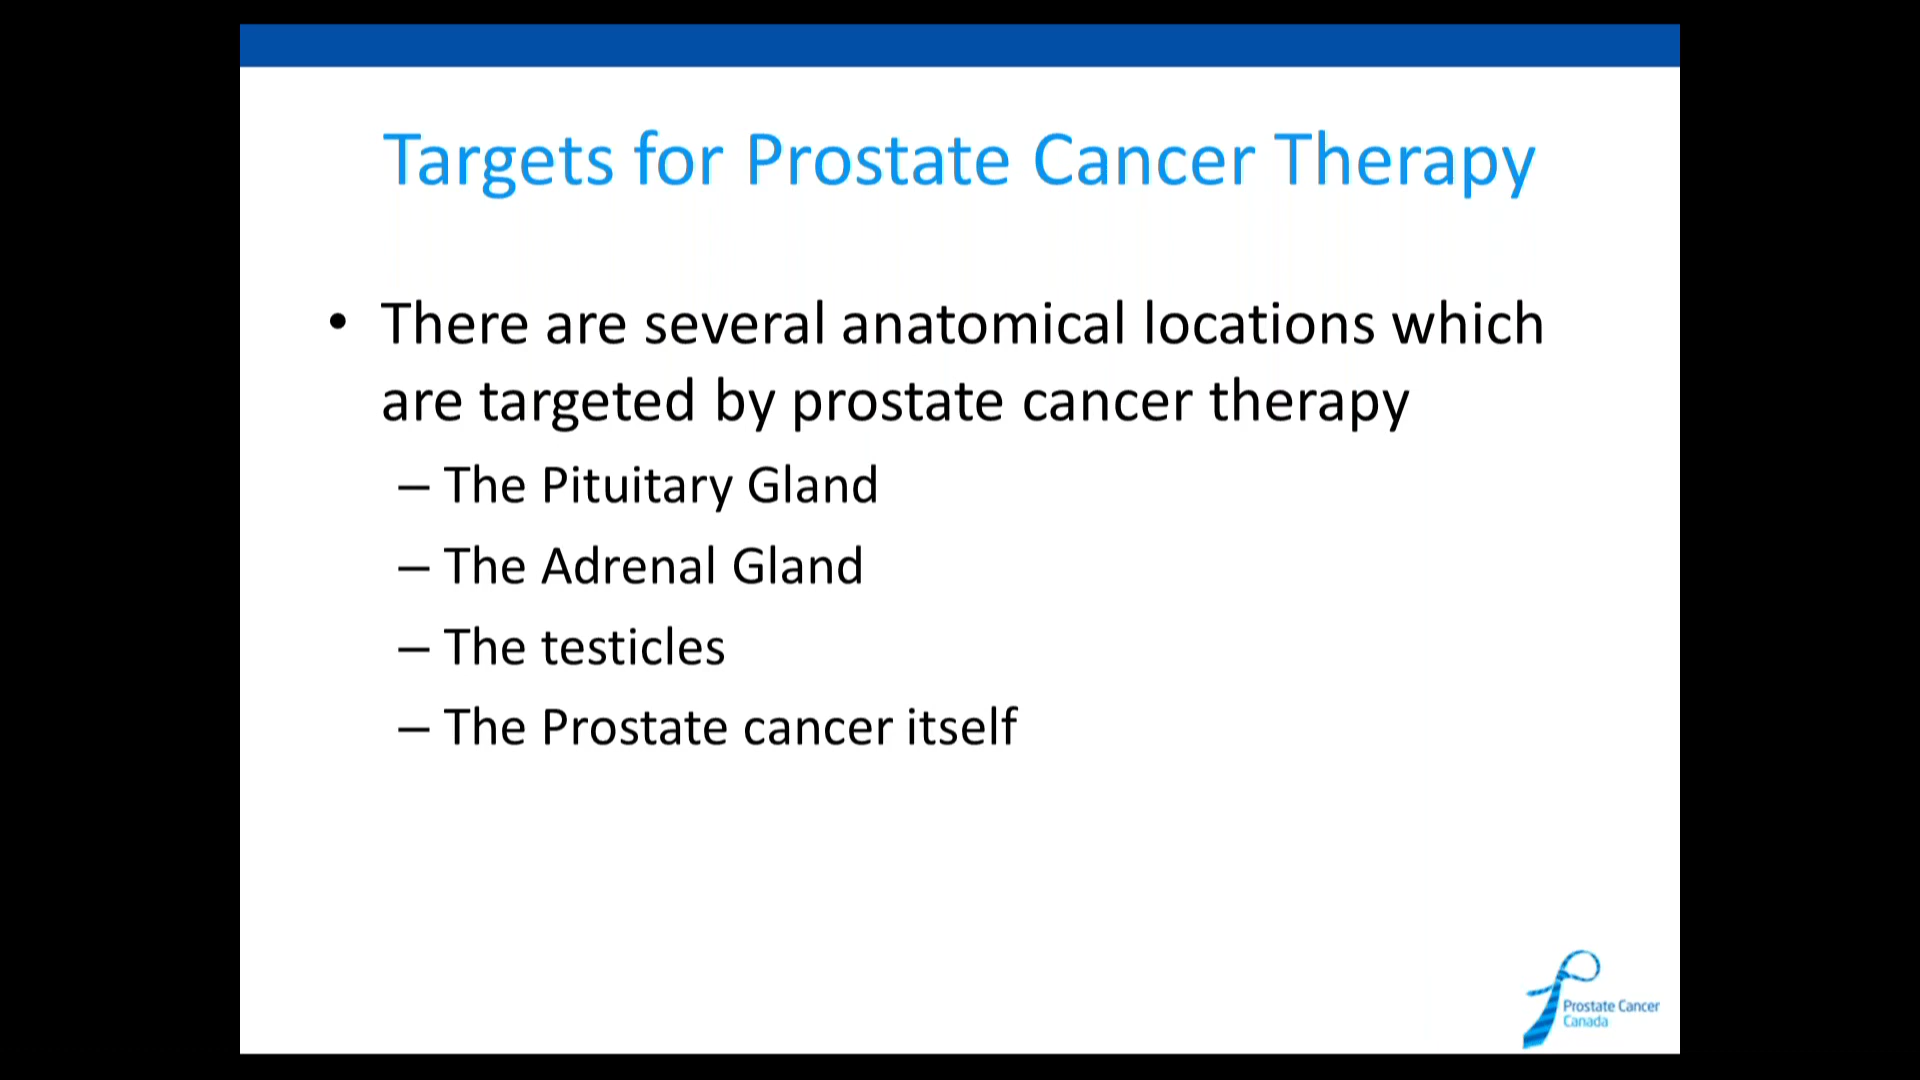 Targets for Prostate Cancer Therapy
• There are several anatomical locations which
are targeted by prostate cancer therapy
– The Pituitary Gland
– The Adrenal Gland
– The testicles
– The Prostate cancer itself
Prostate Cancer
Canada